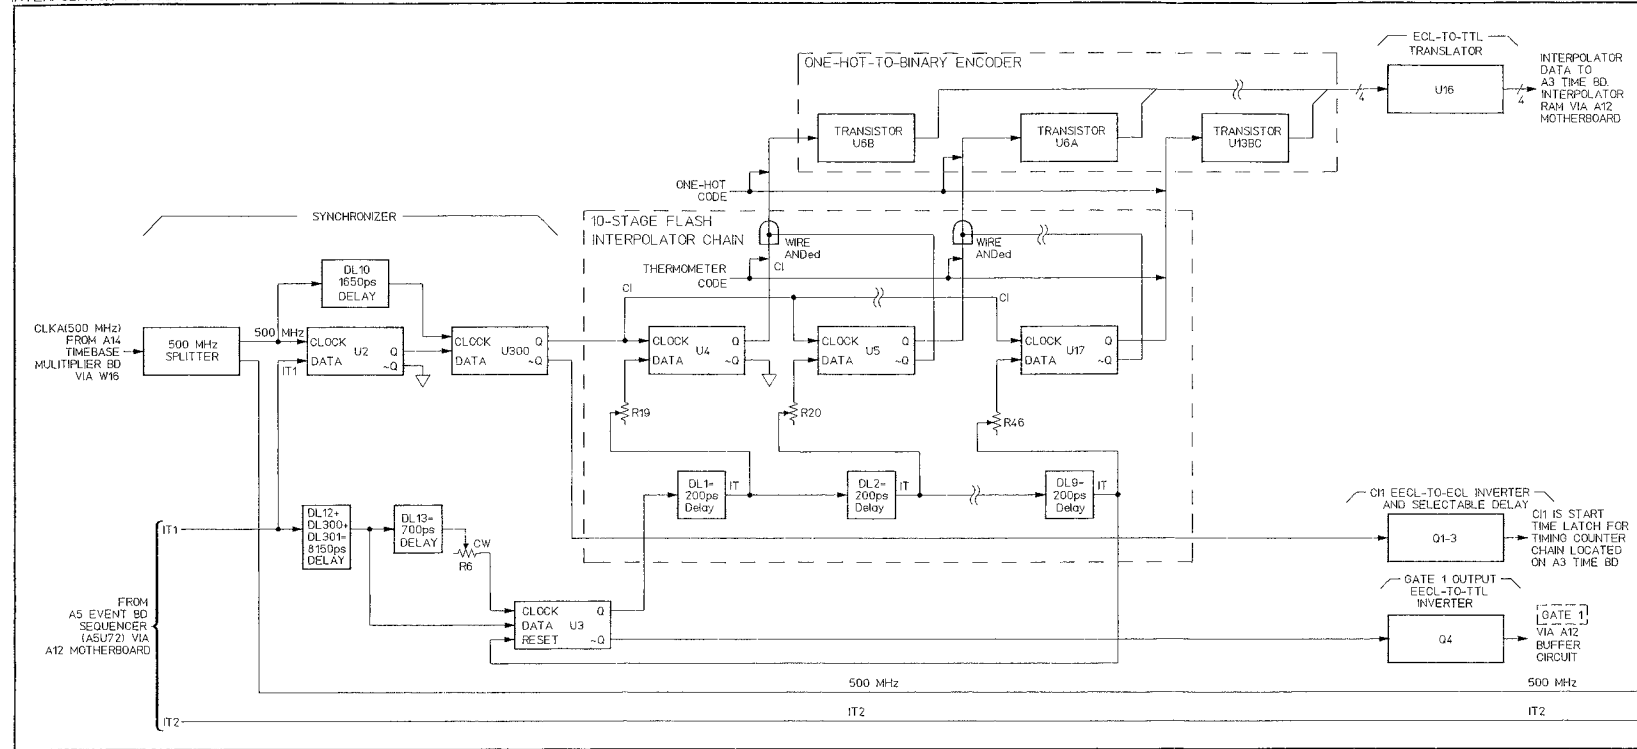 ECL-TO-TTL
TRANSLATOR
ONE-HOT-TO-BINARY ENCODER
INTERPOLATOR
DATA TO
A3 TIME BD.
INTERPOLATOR
RAM VIA A12
MOTHERBOARD
U16
4
4
TRANSISTOR
U6B
TRANSISTOR
U6A
TRANSISTOR
U13BC
ONE-HOT
CODE
SYNCHRONIZER
10-STAGE FLASH
INTERPOLATOR CHAIN
WIRE
ANDed
WIRE
ANDed
CI
THERMOMETER
CODE
DL10
1650ps
DELAY
CI
CI
CLKA(500 MHz)
FROM A14
TIMEBASE
MULITIPLIER BD
VIA W16
500 MHz
SPLITTER
500 MHz
IT1
CLOCK
DATA
U2
Q
~Q
CLOCK
DATA
U300
Q
~Q
CLOCK
DATA
U4
Q
~Q
CLOCK
DATA
U5
Q
~Q
CLOCK
DATA
U17
Q
~Q
R19
R20
R46
DL1=
200ps
Delay
IT
DL2=
200ps
Delay
IT
DL9=
200ps
Delay
IT
IT1
DL12+
DL300+
DL301=
8150ps
DELAY
DL13=
700ps
DELAY
CW
R6
CI1 EECL-TO-ECL INVERTER
AND SELECTABLE DELAY
Q1-3
CI1 IS START
TIME LATCH FOR
TIMING COUNTER
CHAIN LOCATED
ON A3 TIME BD
FROM
A5 EVENT BD
SEQUENCER
(A5U72) VIA
A12 MOTHERBOARD
CLOCK
DATA
RESET
U3
Q
~Q
GATE 1 OUTPUT
EECL-TO-TTL
INVERTER
Q4
GATE 1
VIA A12
BUFFER
CIRCUIT
500 MHz
500 MHz
IT2
IT2
IT2